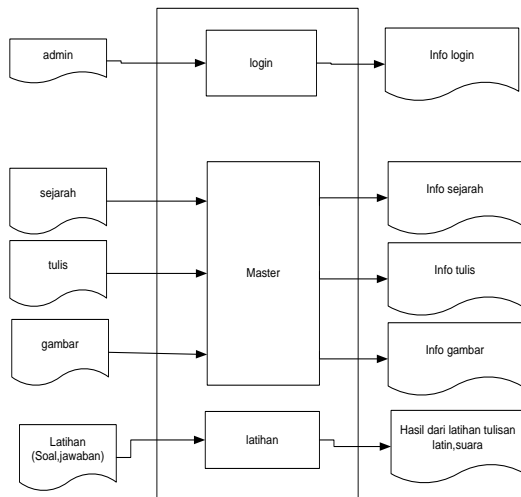 admin
login
Info login
sejarah
Info sejarah
tulis
Master
Info tulis
gambar
Info gambar
Latihan
(Soal,jawaban)
latihan
Hasil dari latihan tulisan
latin,suara